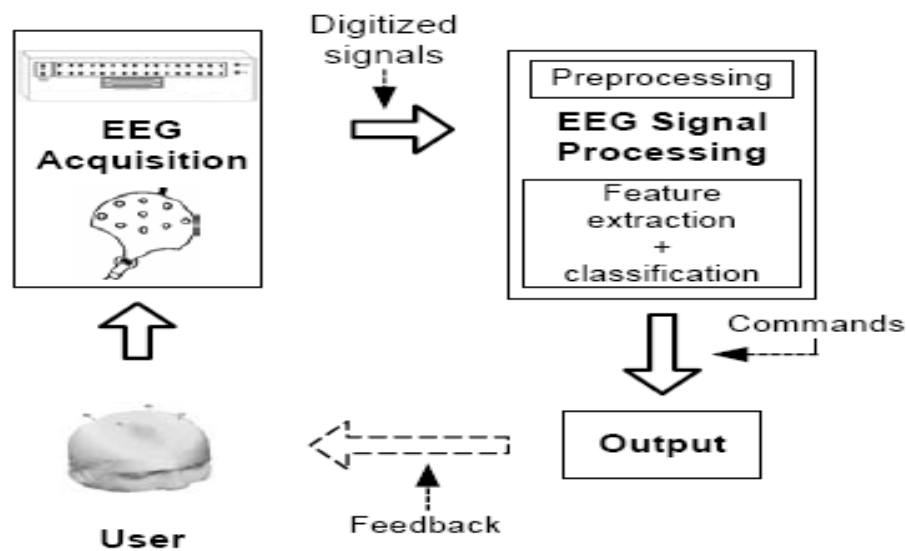 Digitized
signals
EEG
Acquisition
Preprocessing
EEG Signal
Processing
Feature
extraction
+
classification
Commands
Output
Feedback
User